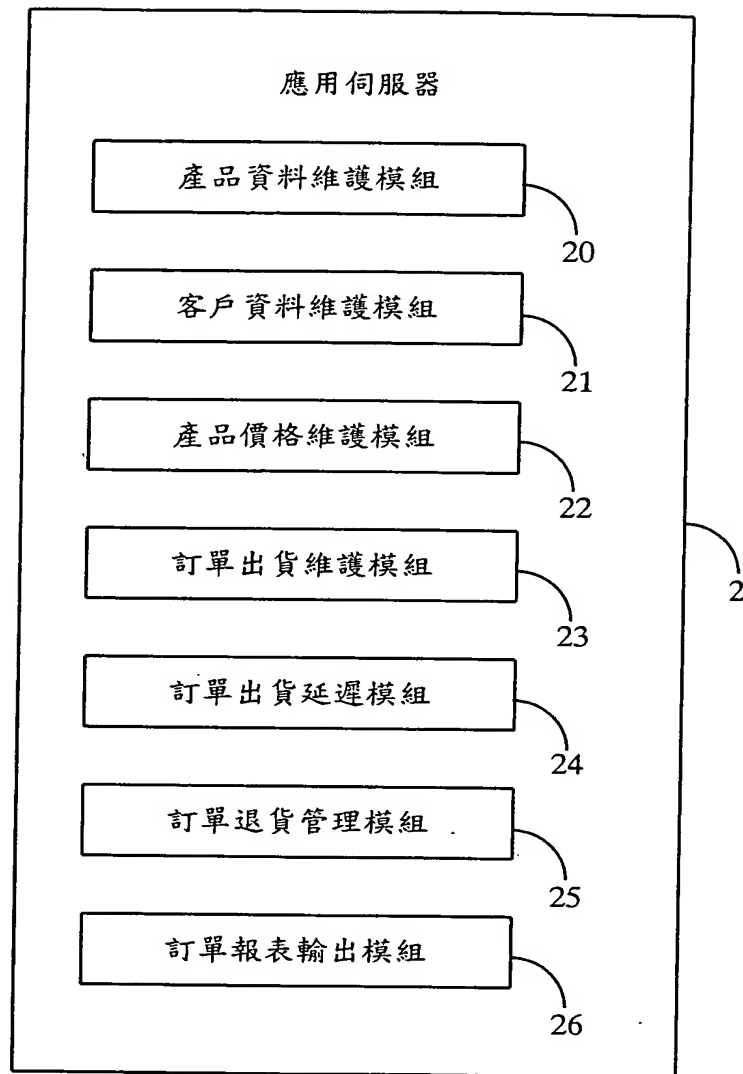 應用伺服器
產品資料維護模組
20
客戶資料維護模組
21
產品價格維護模組
22
訂單出貨維護模組
23
2
訂單出貨延遲模組
24
訂單退貨管理模組
25
訂單報表輸出模組
26